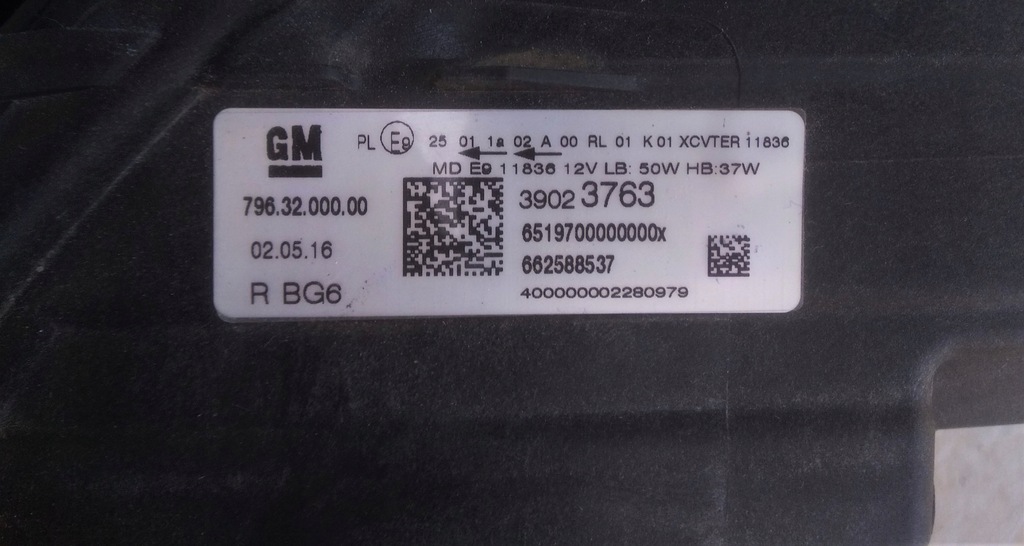 GM
PL E9 25 01 1a 02 A 00 RL 01 K 01 XCVTER 11836
MD E9 11836 12V LB: 50W HB:37W
796.32.000.00
3902 3763
6519700000000x
02.05.16
662588537
R BG6
400000002280979